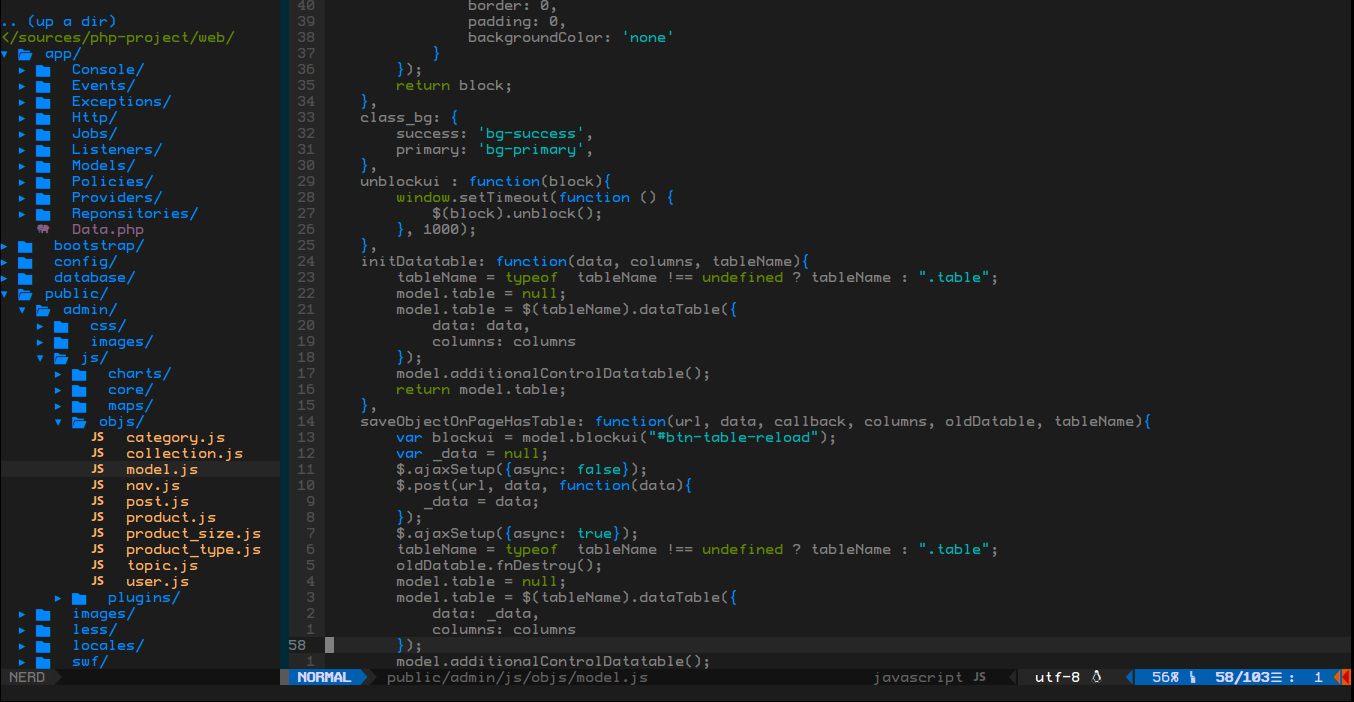 .. (up a dir)
</sources/php-project/web/
▾ app/
▸ Console/
▸ Events/
▸ Exceptions/
▸ Http/
▸ Jobs/
▸ Listeners/
▸ Models/
▸ Policies/
▸ Providers/
▸ Reponsitories/
Data.php
▸ bootstrap/
▸ config/
▸ database/
▾ public/
▾ admin/
▸ css/
▸ images/
▾ js/
▸ charts/
▸ core/
▸ maps/
▾ objs/
JS category.js
JS collection.js
JS model.js
JS nav.js
JS post.js
JS product.js
JS product_size.js
JS product_type.js
JS topic.js
JS user.js
▸ plugins/
▸ images/
▸ less/
▸ locales/
▸ swf/
NERD
40 border: 0,
39 padding: 0,
38 backgroundColor: 'none'
37 }
36 });
35 return block;
34 },
33 class_bg: {
32 success: 'bg-success',
31 primary: 'bg-primary',
30 },
29 unblockui : function(block){
28 window.setTimeout(function () {
27 $(block).unblock();
26 }, 1000);
25 },
24 initDatatable: function(data, columns, tableName){
23 tableName = typeof  tableName !== undefined ? tableName : ".table";
22 model.table = null;
21 model.table = $(tableName).dataTable({
20 data: data,
19 columns: columns
18 });
17 model.additionalControlDatatable();
16 return model.table;
15 },
14 saveObjectOnPageHasTable: function(url, data, callback, columns, oldDatable, tableName){
13 var blockui = model.blockui("#btn-table-reload");
12 var _data = null;
11 $.ajaxSetup({async: false});
10 $.post(url, data, function(data){
9 _data = data;
8 });
7 $.ajaxSetup({async: true});
6 tableName = typeof  tableName !== undefined ? tableName : ".table";
5 oldDatable.fnDestroy();
4 model.table = null;
3 model.table = $(tableName).dataTable({
2 data: _data,
1 columns: columns
58 });
1 model.additionalControlDatatable();
NORMAL public/admin/js/objs/model.js javascript JS utf-8 56% 58/103☰ : 1